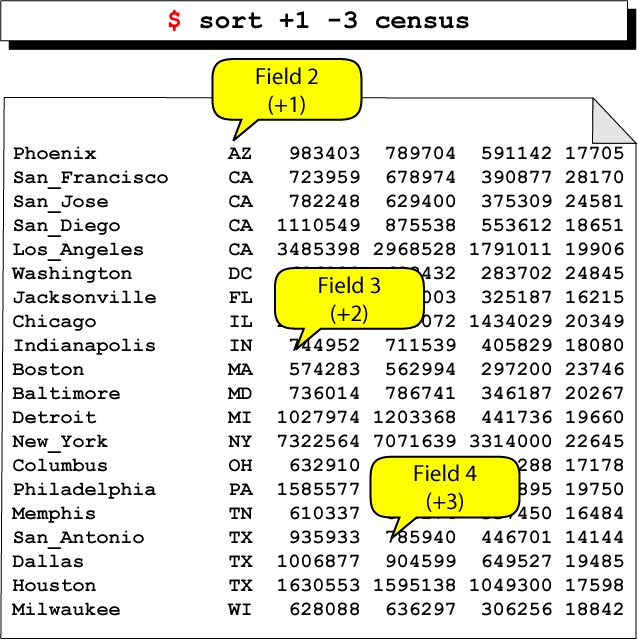 $ sort +1 -3 census
Field 2
(+1)
Phoenix AZ 983403 789704 591142 17705
San_Francisco CA 723959 678974 390877 28170
San_Jose CA 782248 629400 375309 24581
San_Diego CA 1110549 875538 553612 18651
Los_Angeles CA 3485398 2968528 1791011 19906
Washington DC 283702 24845
Field 3
(+2)
Jacksonville FL 325187 16215
Chicago IL 1434029 20349
Indianapolis IN 744952 711539 405829 18080
Boston MA 574283 562994 297200 23746
Baltimore MD 736014 786741 346187 20267
Detroit MI 1027974 1203368 441736 19660
New_York NY 7322564 7071639 3314000 22645
Columbus OH 632910 17178
Field 4
(+3)
Philadelphia PA 1585577 19750
Memphis TN 610337 16484
San_Antonio TX 935933 785940 446701 14144
Dallas TX 1006877 904599 649527 19485
Houston TX 1630553 1595138 1049300 17598
Milwaukee WI 628088 636297 306256 18842